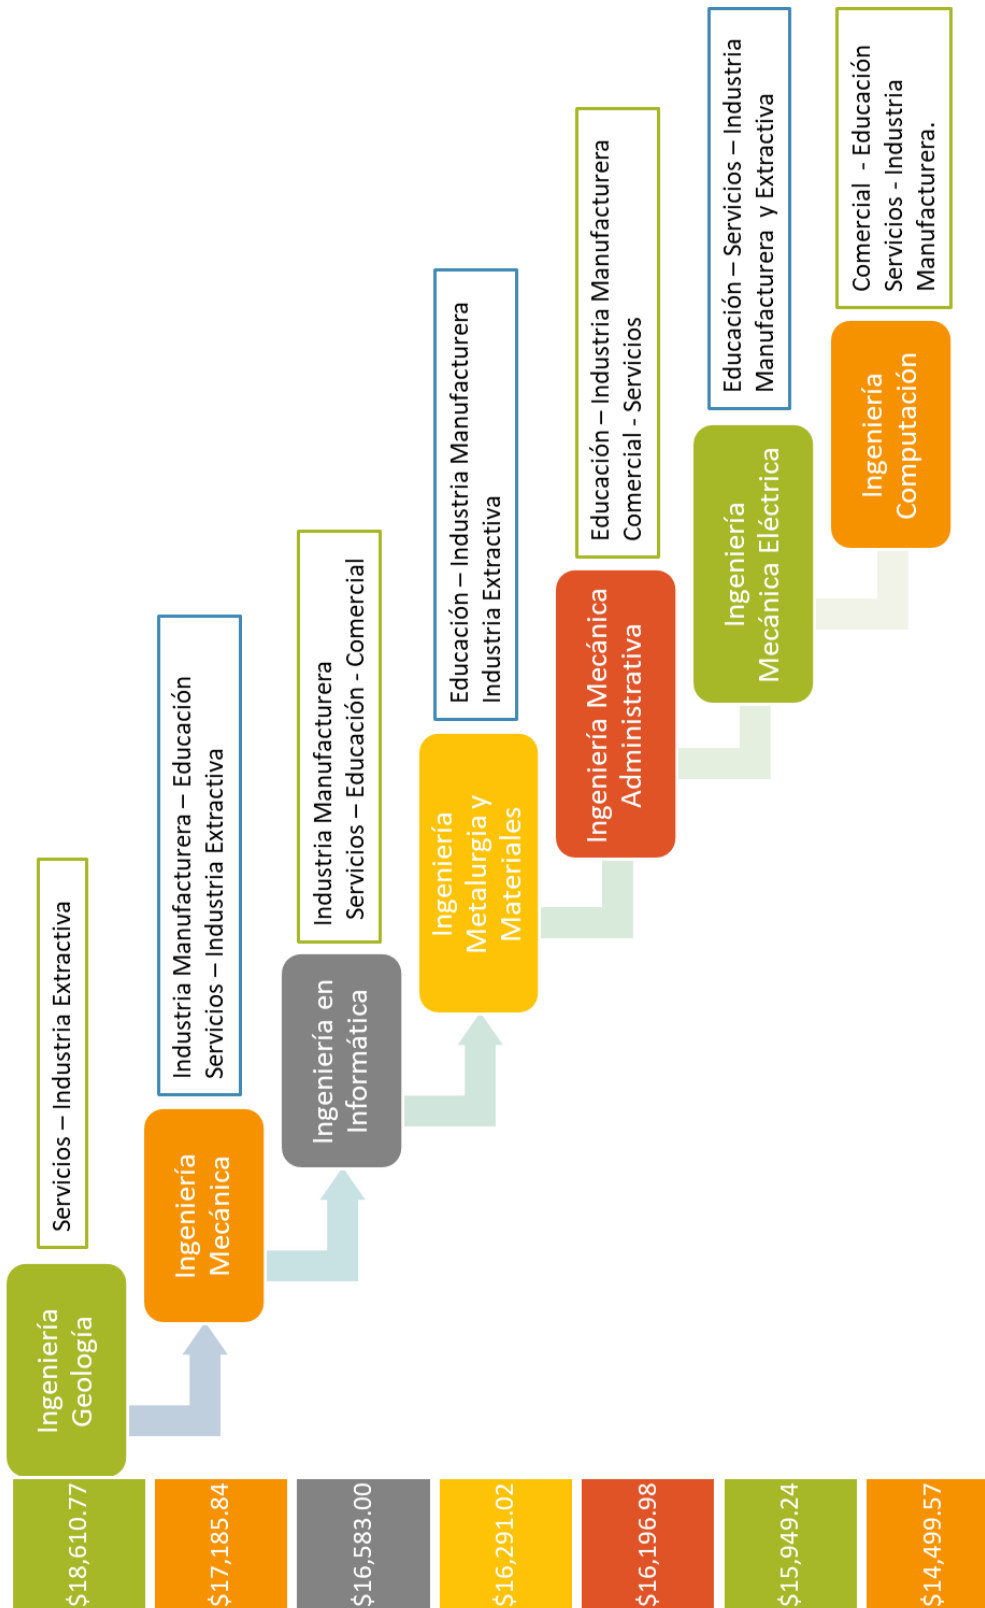 $18,610.77
Ingeniería
Geología
Servicios – Industria Extractiva
$17,185.84
Ingeniería
Mecánica
Industria Manufacturera – Educación
Servicios – Industria Extractiva
$16,583.00
Ingeniería en
Informática
Industria Manufacturera
Servicios – Educación - Comercial
$16,291.02
Ingeniería
Metalurgia y
Materiales
Educación – Industria Manufacturera
Industria Extractiva
$16,196.98
Ingeniería Mecánica
Administrativa
Educación – Industria Manufacturera
Comercial - Servicios
$15,949.24
Ingeniería
Mecánica Eléctrica
Educación – Servicios – Industria
Manufacturera y Extractiva
$14,499.57
Ingeniería
Computación
Comercial - Educación
Servicios - Industria
Manufacturera.